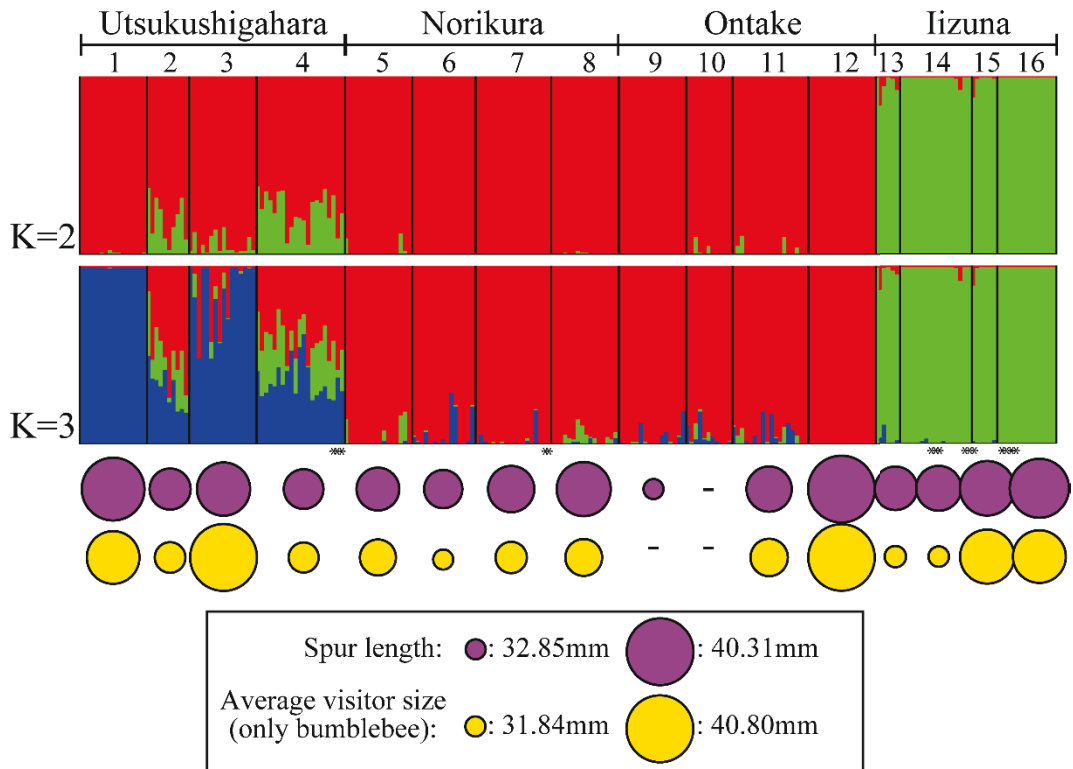 Utsukushigahara Norikura Ontake Iizuna
1 2 3 4 5 6 7 8 9 10 11 12 13 14 15 16
K=2
K=3
- 
- -
Spur length: : 32.85mm : 40.31mm
Average visitor size
(only bumblebee): : 31.84mm : 40.80mm